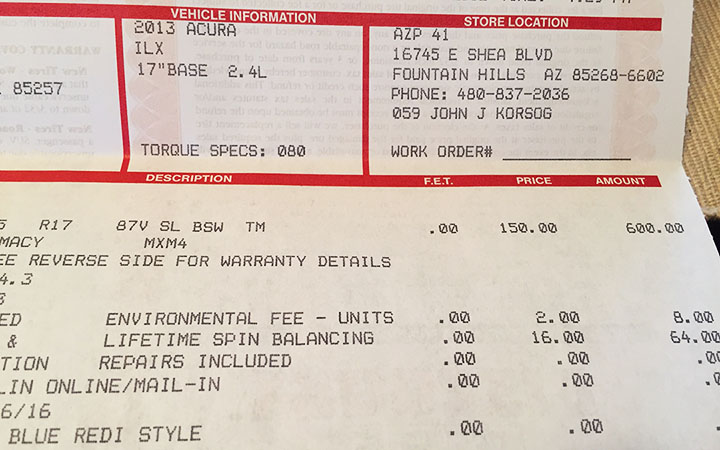 VEHICLE INFORMATION
STORE LOCATION
2013 ACURA
ILX
17"BASE 2.4L
TORQUE SPECS: 080
85257
AZP 41
16745 E SHEA BLVD
FOUNTAIN HILLS AZ 85268-6602
PHONE: 480-837-2036
059 JOHN J KORSOG
WORK ORDER#
DESCRIPTION F.E.T. PRICE AMOUNT
5 R17 87V SL BSW TM .00 150.00 600.00
MACY MXM4
EE REVERSE SIDE FOR WARRANTY DETAILS
4.3
ED ENVIRONMENTAL FEE - UNITS .00 2.00 8.00
& LIFETIME SPIN BALANCING .00 16.00 64.00
TION REPAIRS INCLUDED .00 .00
LIN ONLINE/MAIL-IN .00 .00
6/16
BLUE REDI STYLE .00 .00